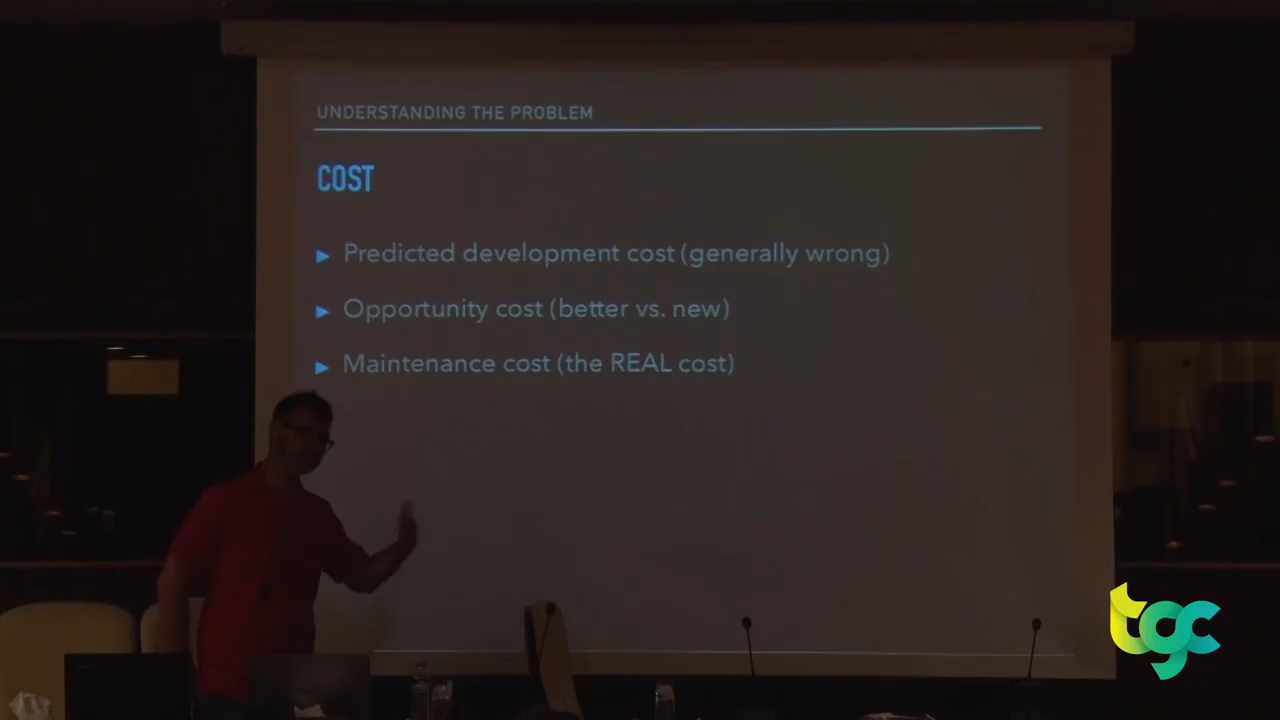 UNDERSTANDING THE PROBLEM
COST
▶ Predicted development cost (generally wrong)
▶ Opportunity cost (better vs. new)
▶ Maintenance cost (the REAL cost)
tgc